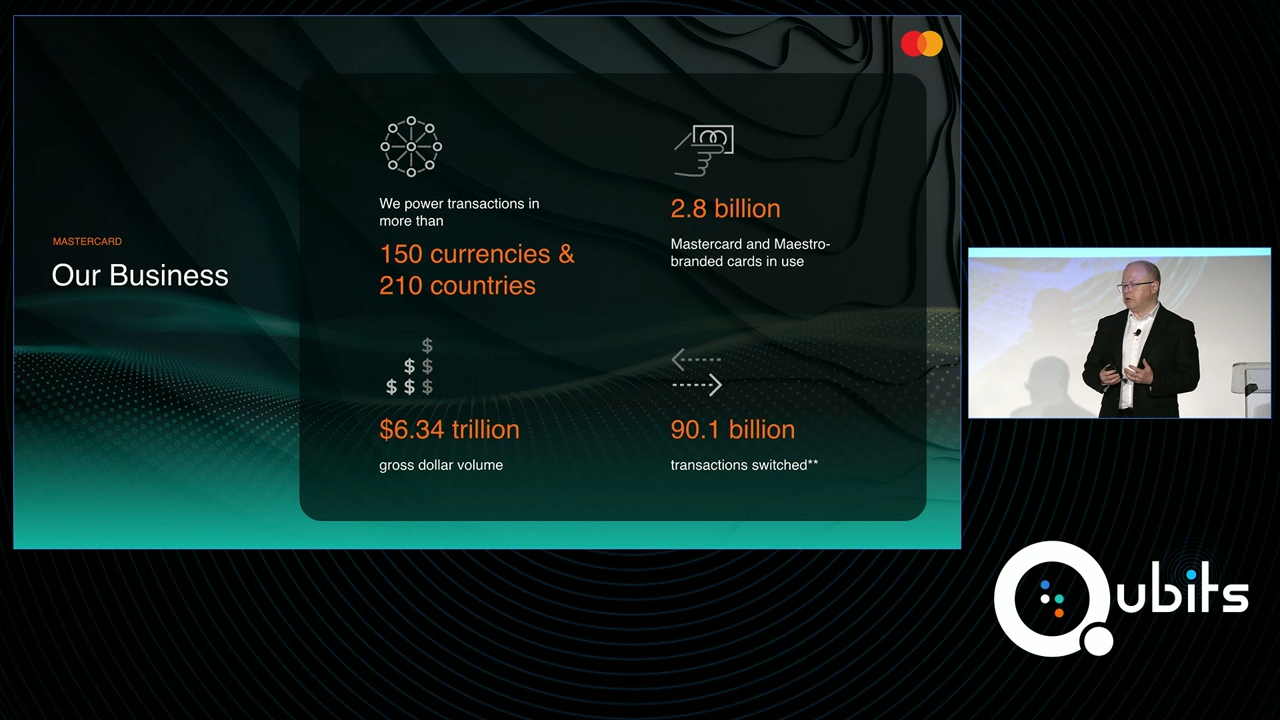 MASTERCARD
Our Business
We power transactions in
more than
150 currencies &
210 countries
2.8 billion
Mastercard and Maestro-
branded cards in use
$
$ $
$ $ $
$6.34 trillion
gross dollar volume
90.1 billion
transactions switched**
Qubits